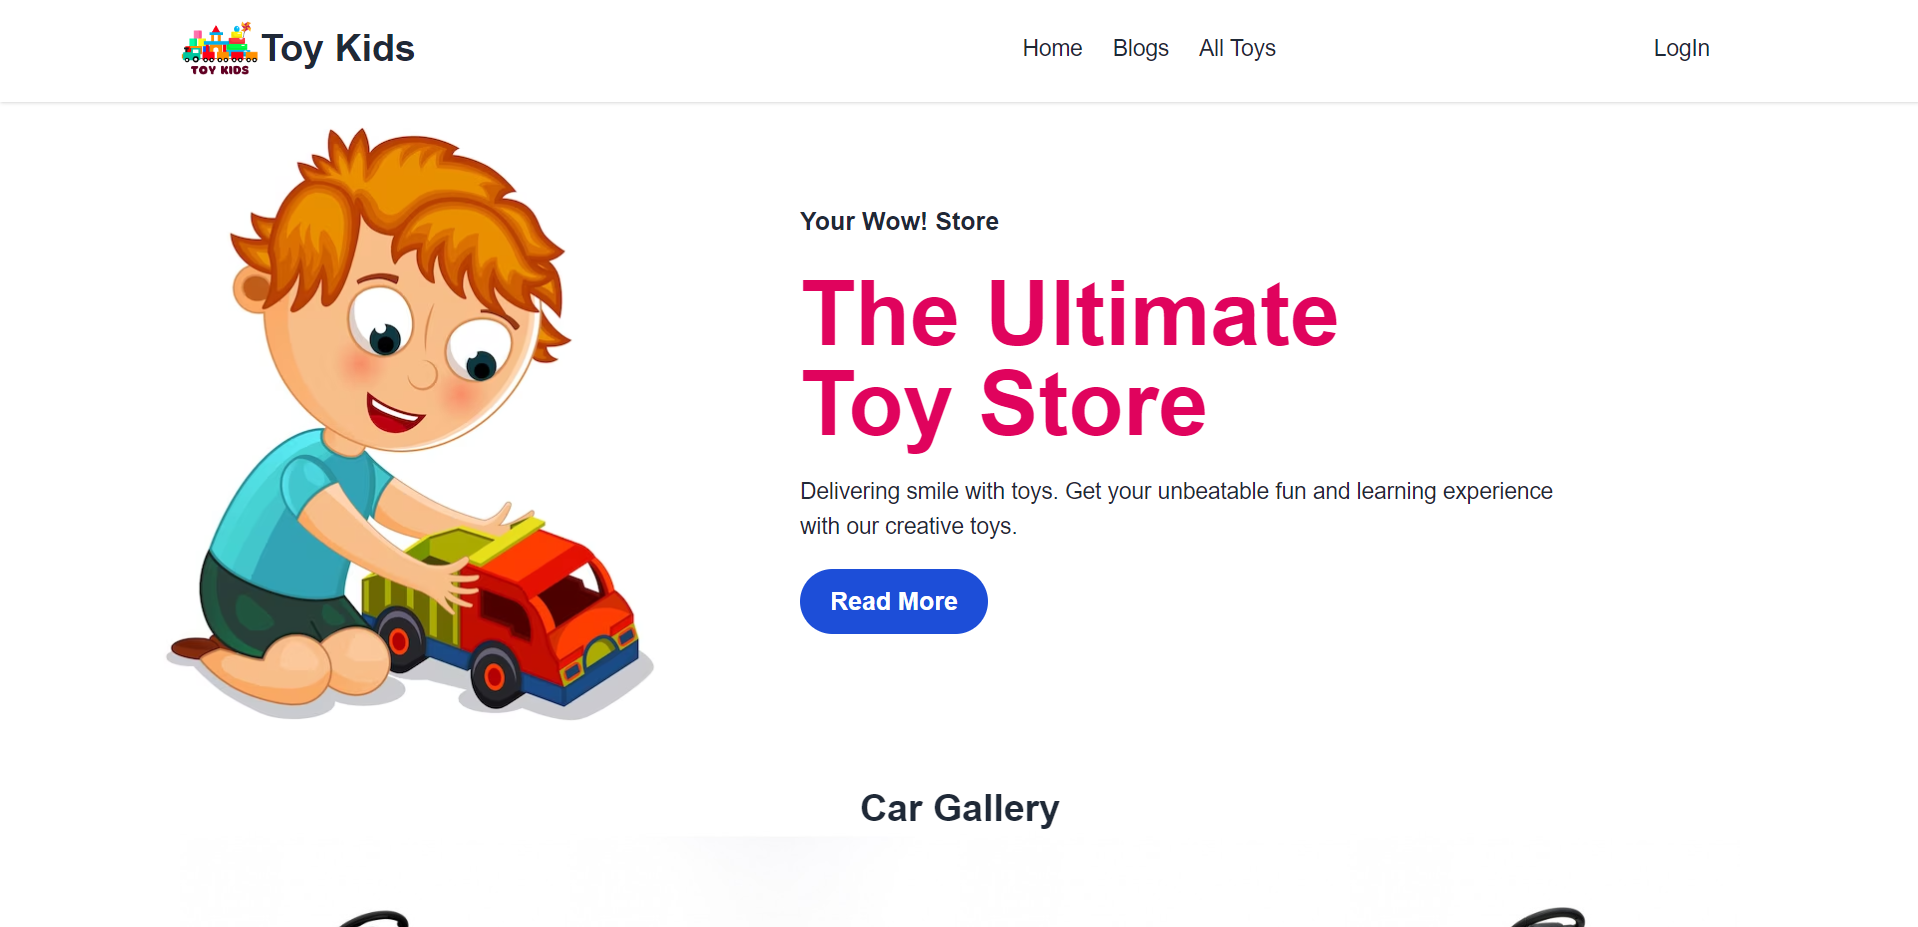 TOY KIDS
Toy Kids
Home Blogs All Toys
LogIn
Your Wow! Store
The Ultimate
Toy Store
Delivering smile with toys. Get your unbeatable fun and learning experience
with our creative toys.
Read More
Car Gallery